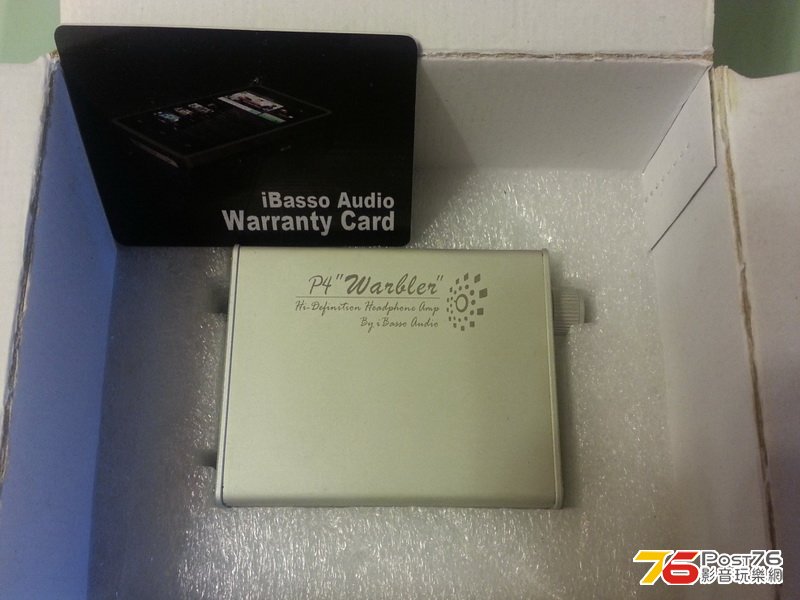 iBasso Audio
Warranty Card
P4 "Warbler"
Hi-Definition Headphone Amp
By iBasso Audio
76 Post76
影音玩樂網